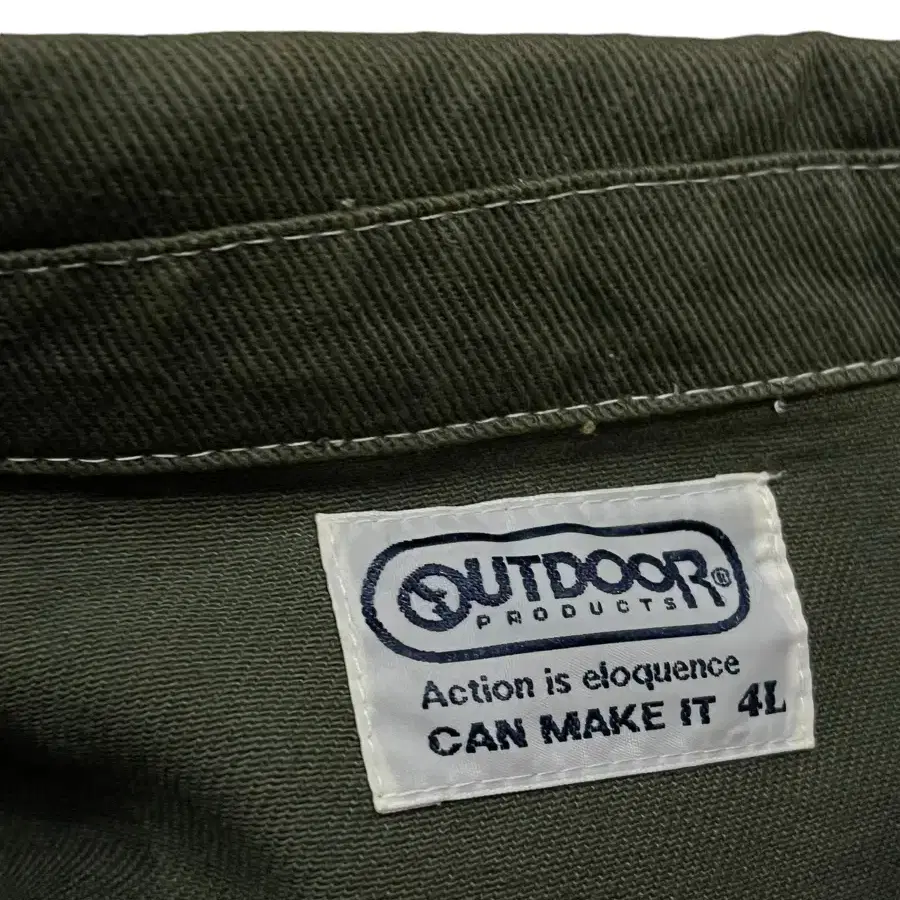 OUTDOOR®
PRODUCTS
Action is eloquence
CAN MAKE IT 4L